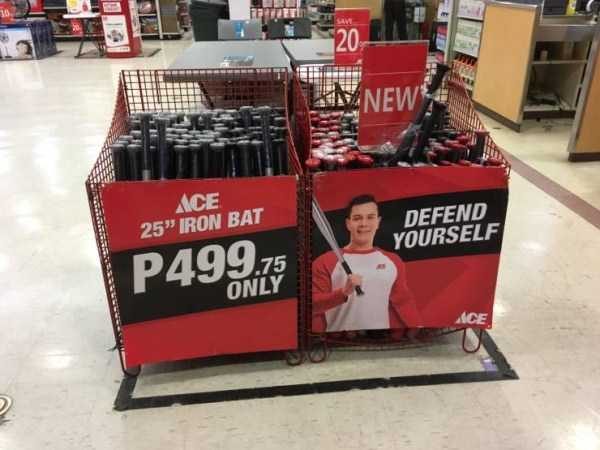 SAVE
20%
NEW
ACE
25” IRON BAT
P499.75
ONLY
DEFEND
YOURSELF
ACE